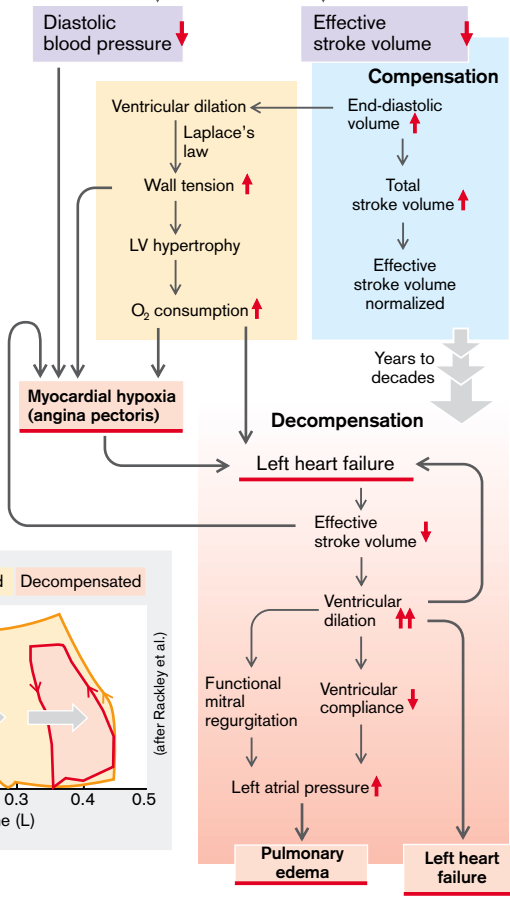 Diastolic
blood pressure
Effective
stroke volume
Compensation
Ventricular dilation
End-diastolic
volume
Laplace's
law
Wall tension
Total
stroke volume
LV hypertrophy
Effective
stroke volume
normalized
O₂ consumption
Years to
decades
Myocardial hypoxia
(angina pectoris)
Decompensation
Left heart failure
Effective
stroke volume
Decompensated
Ventricular
dilation
(after Rackley et al.)
Functional
mitral
regurgitation
Ventricular
compliance
Left atrial pressure
0.3 0.4 0.5
(L)
Pulmonary
edema
Left heart
failure